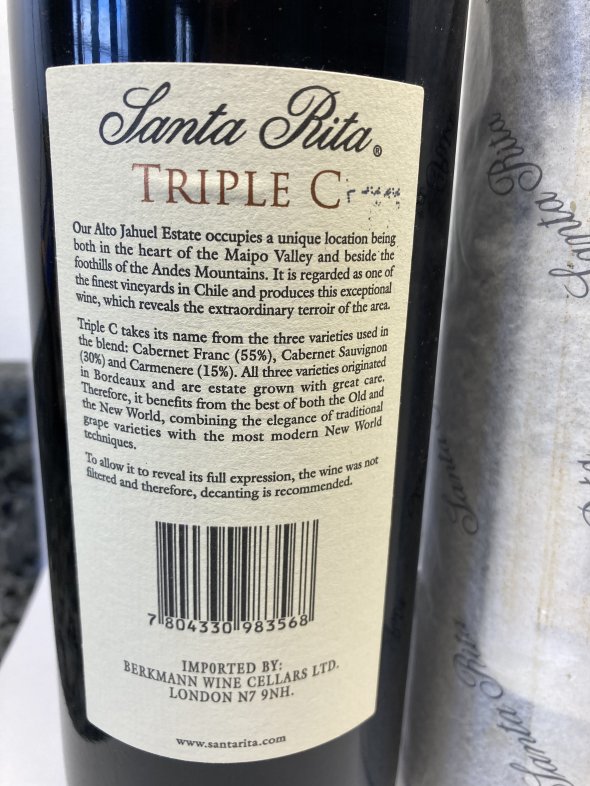 Santa Rita®
TRIPLE C
Our Alto Jahuel Estate occupies a unique location being
both in the heart of the Maipo Valley and beside the
foothills of the Andes Mountains. It is regarded as one of
the finest vineyards in Chile and produces this exceptional
wine, which reveals the extraordinary terroir of the area.
Triple C takes its name from the three varieties used in
the blend: Cabernet Franc (55%), Cabernet Sauvignon
(30%) and Carmenere (15%). All three varieties originated
in Bordeaux and are estate grown with great care.
Therefore, it benefits from the best of both the Old and
the New World, combining the elegance of traditional
grape varieties with the most modern New World
techniques.
To allow it to reveal its full expression, the wine was not
filtered and therefore, decanting is recommended.
7 804330 983568
IMPORTED BY:
BERKMANN WINE CELLARS LTD.
LONDON N7 9NH.
www.santarita.com
Santa Rita
Santa
Santa
Santa Rita